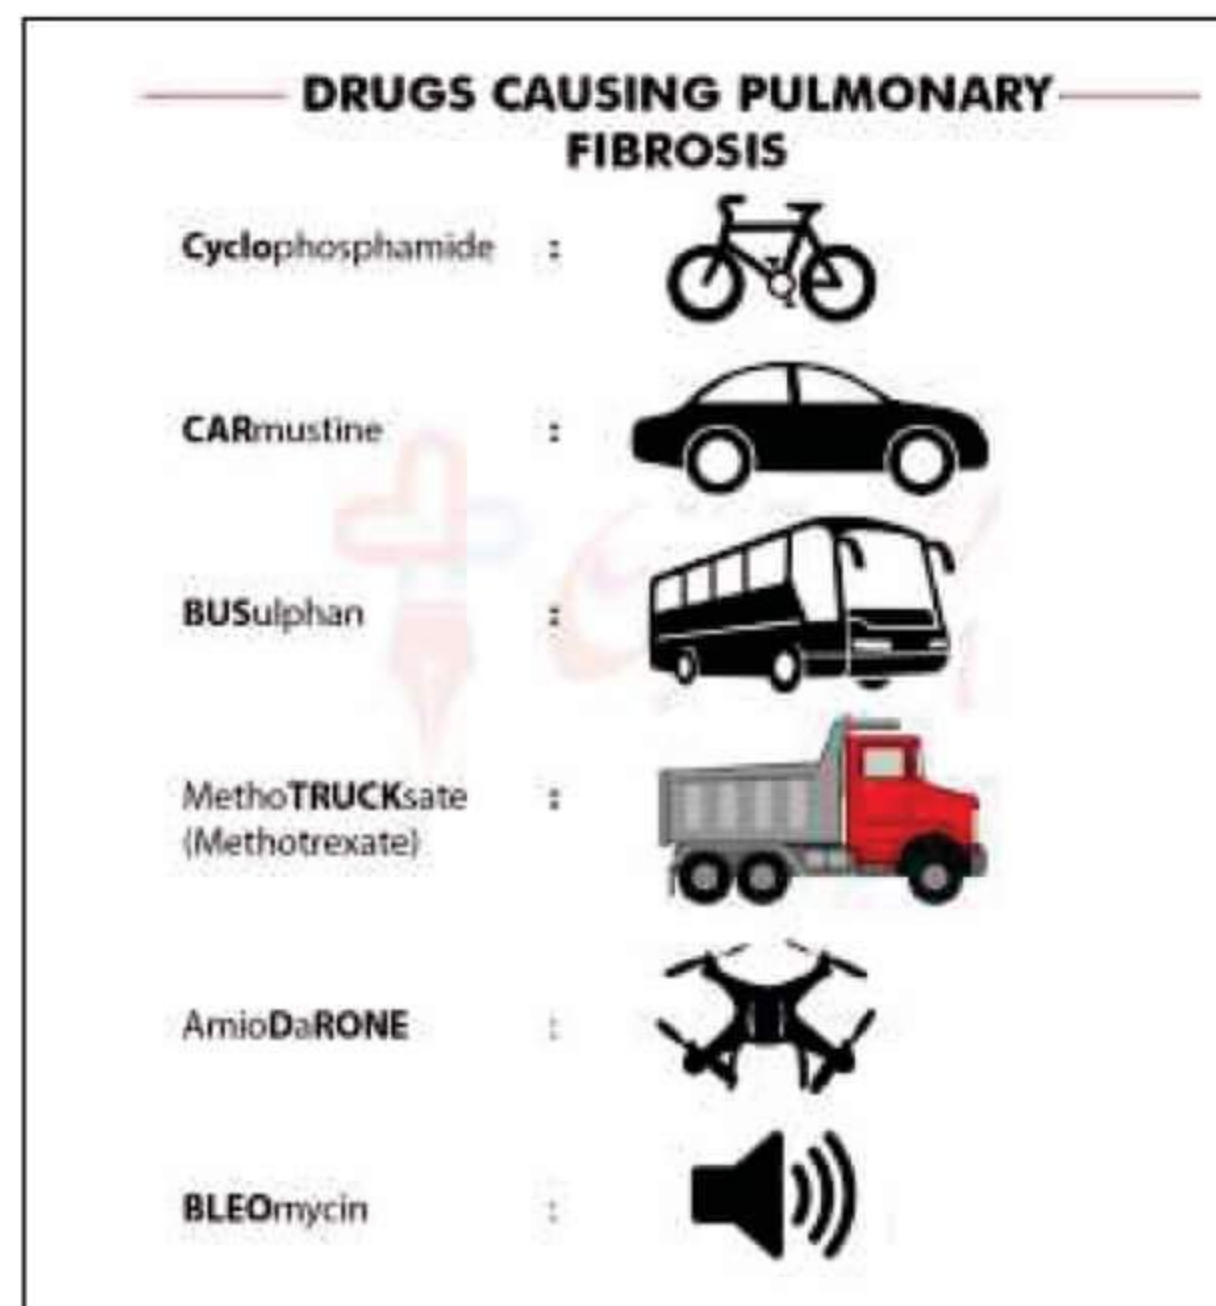 DRUGS CAUSING PULMONARY
FIBROSIS
Cyclophosphamide :
CARmustine :
BUSulphan :
MethoTRUCKsate :
(Methotrexate)
AmioDaRONE :
BLEOmycin :